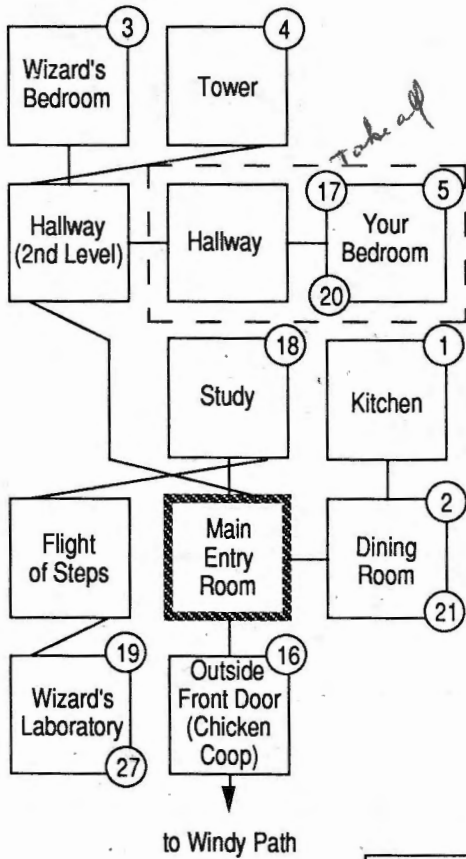 3
4
Wizard's
Bedroom
Tower
Take all
17
5
Hallway
(2nd Level)
Hallway
Your
Bedroom
20
18
1
Study
Kitchen
2
Flight
of Steps
Main
Entry
Room
Dining
Room
21
19
16
Wizard's
Laboratory
Outside
Front Door
(Chicken
Coop)
27
to Windy Path